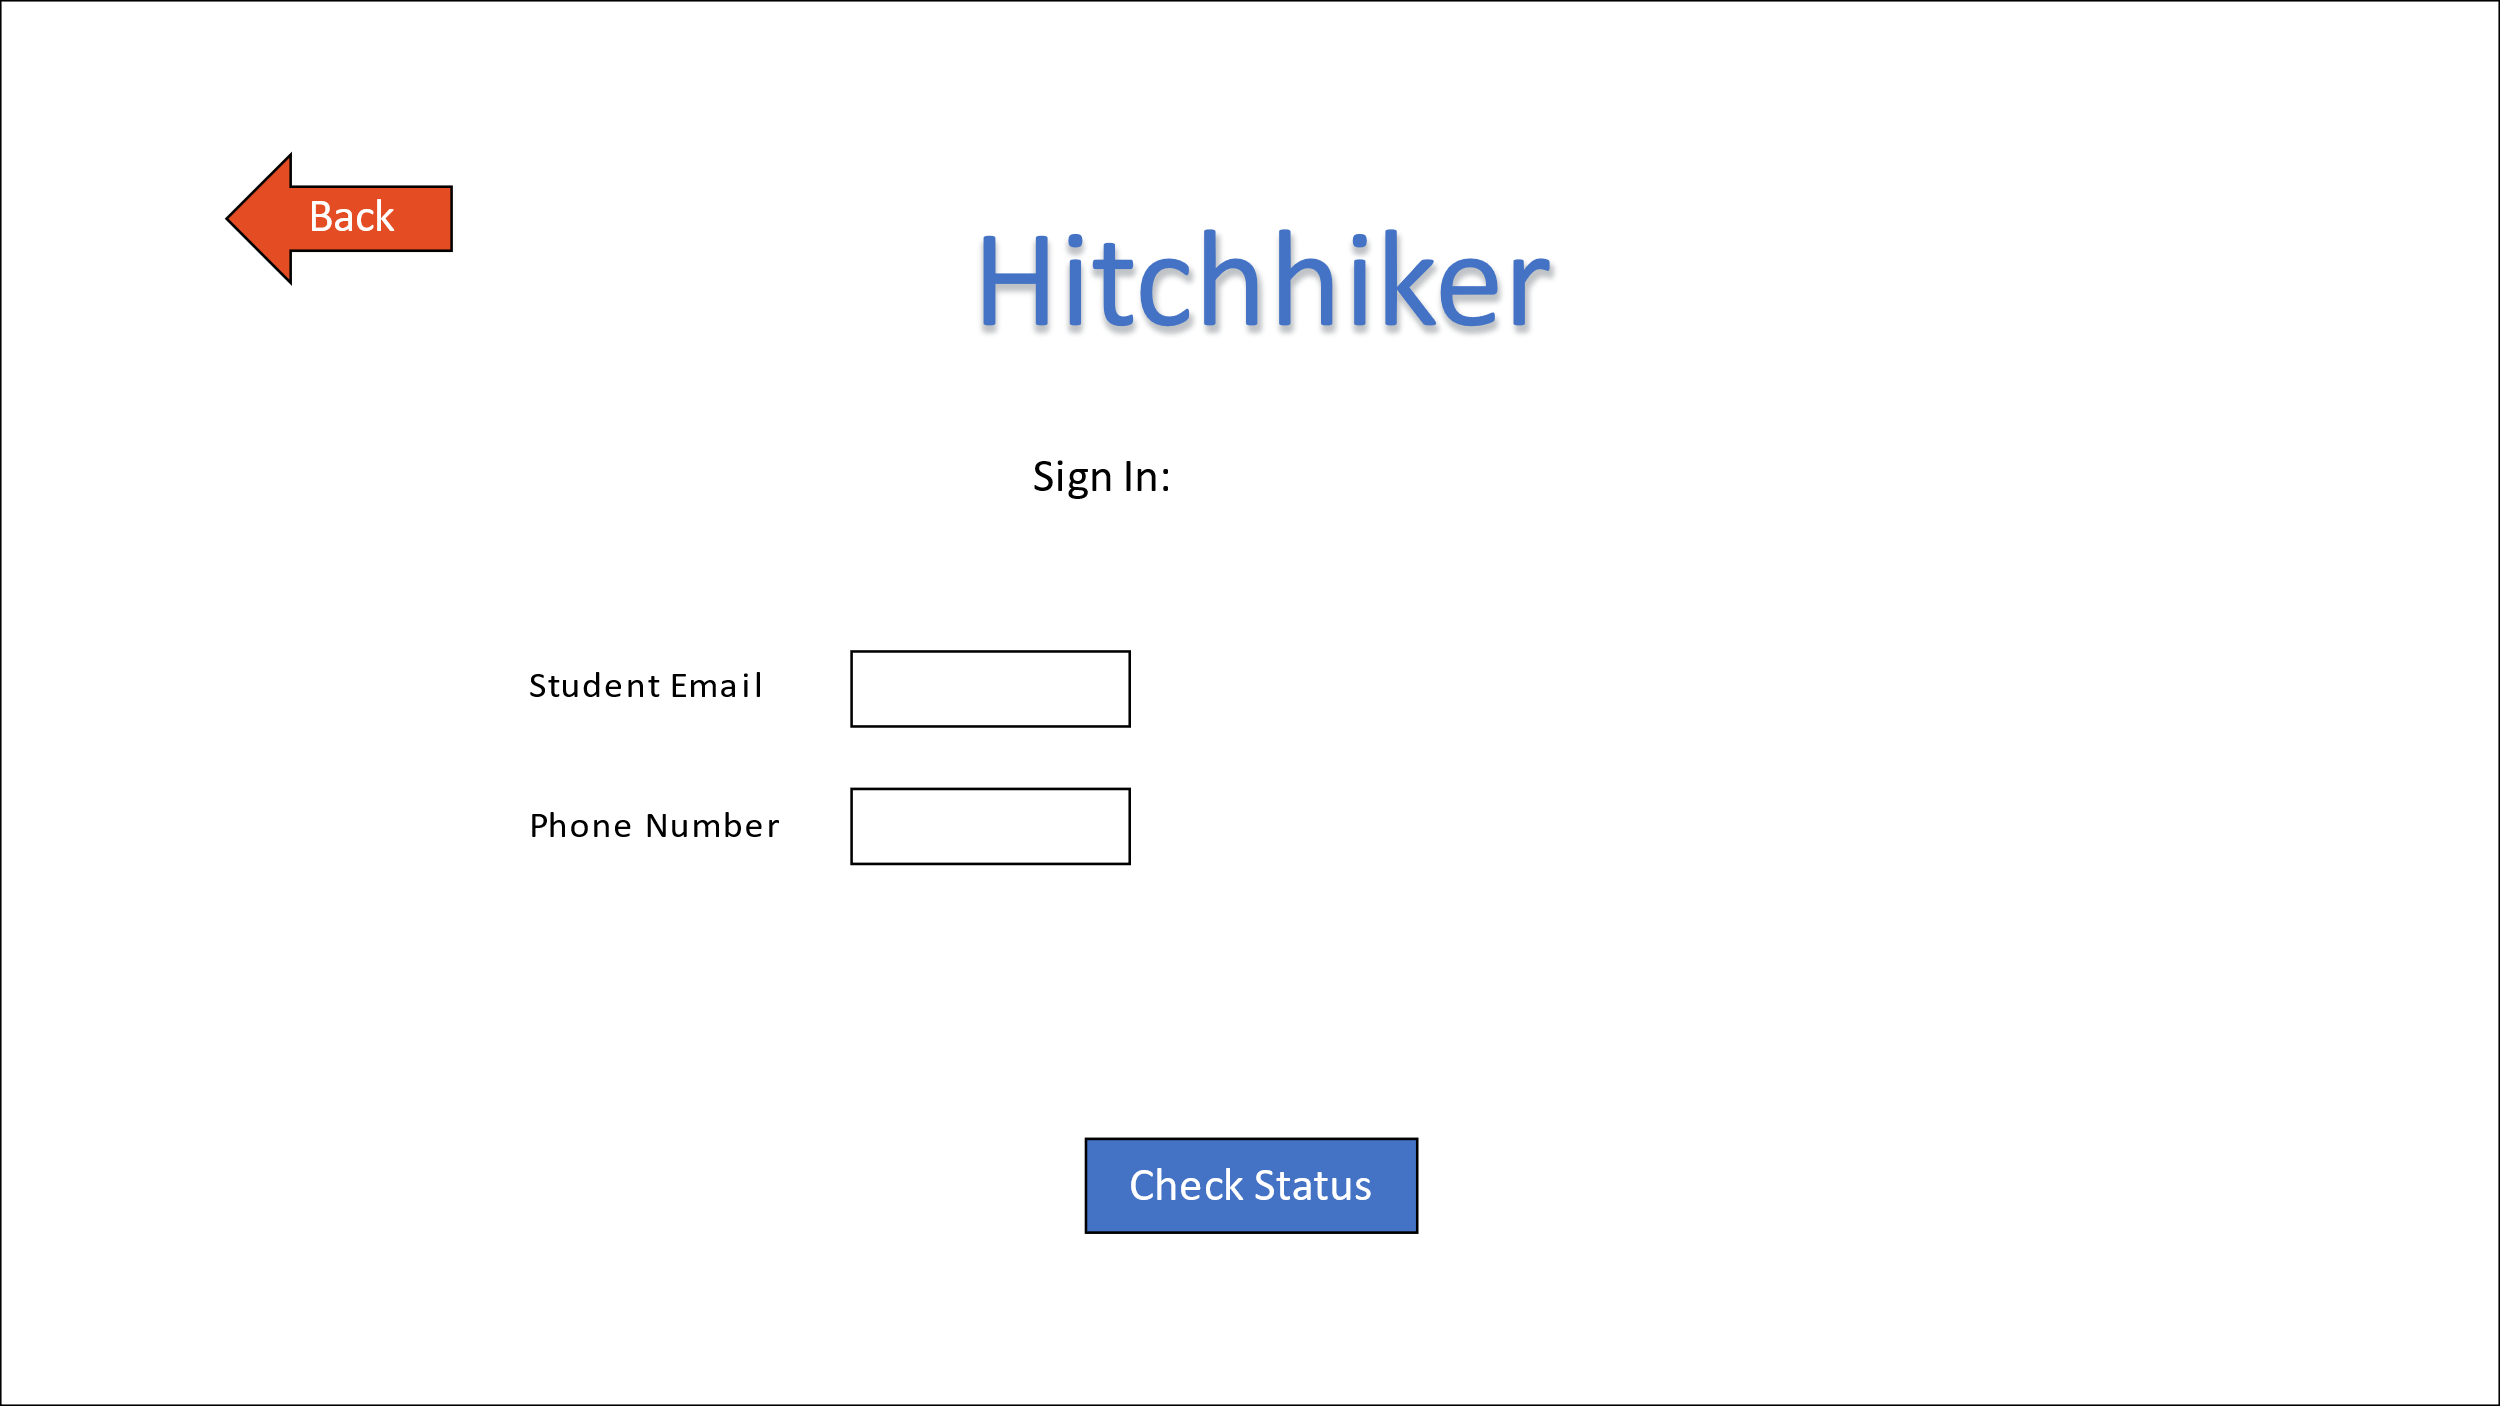 Back
Hitchhiker
Sign In:
Student Email
Phone Number
Check Status